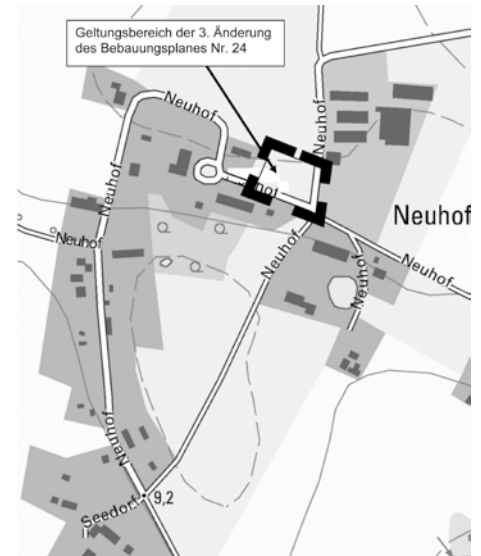 Geltungsbereich der 3. Änderung
des Bebauungsplanes Nr. 24
Neuhof
Neuhof
Neuhof
Neuhof
Neuhof
Neuhof
Neuhof
Neuhof
Neuhof
Seedorf
9,2